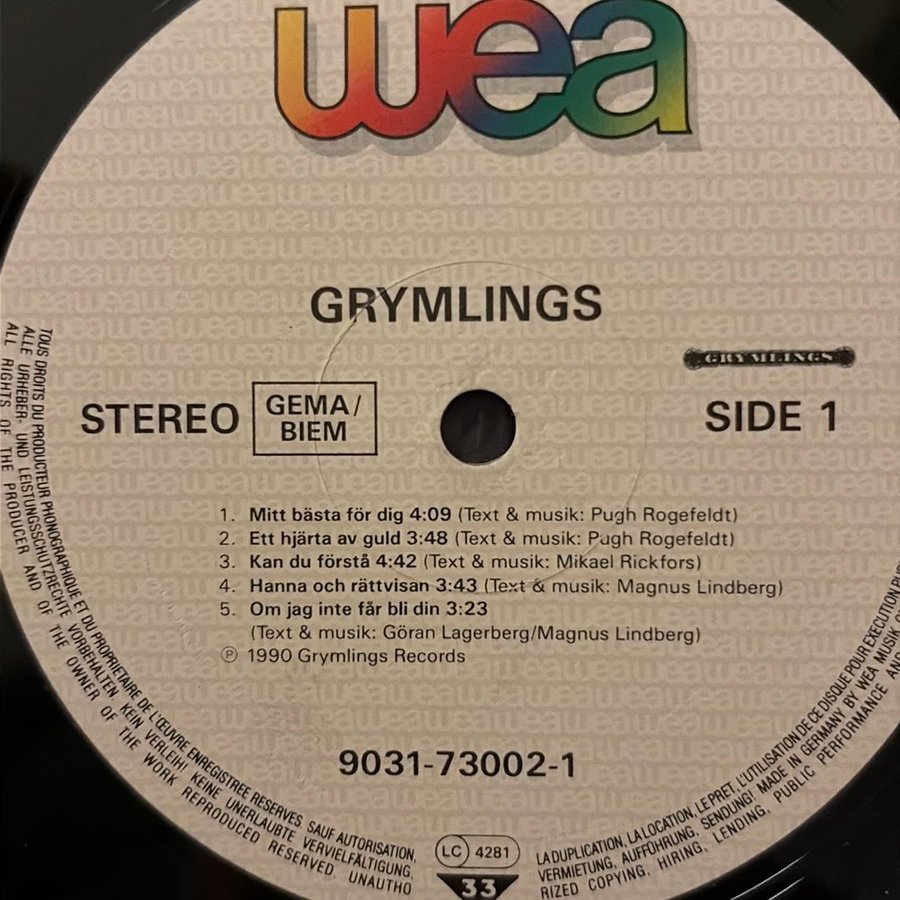 wea
GRYMLINGS
GRYMLINGS
STEREO
GEMA/
BIEM
SIDE 1
1. Mitt bästa för dig 4:09 (Text & musik: Pugh Rogefeldt)
2. Ett hjärta av guld 3:48 (Text & musik: Pugh Rogefeldt)
3. Kan du förstå 4:42 (Text & musik: Mikael Rickfors)
4. Hanna och rättvisan 3:43 (Text & musik: Magnus Lindberg)
5. Om jag inte får bli din 3:23
(Text & musik: Göran Lagerberg/Magnus Lindberg)
℗ 1990 Grymlings Records
9031-73002-1
LC 4281
33
TOUS DROITS DU PRODUCTEUR PHONOGRAPHIQUE ET DU PROPRIETAIRE DE L'ŒUVRE ENREGISTREE RESERVES. SAUF AUTORISATION,
LA DUPLICATION, LA LOCATION, LE PRET, L'UTILISATION DE CE DISQUE POUR EXECUTION
ALLE URHEBER- UND LEISTUNGSSCHUTZRECHTE VORBEHALTEN. KEIN VERLEIH! KEINE UNERLAUBTE VERVIELFÄLTIGUNG,
VERMIETUNG, AUFFÜHRUNG, SENDUNG! MADE IN GERMANY BY WEA MUSIK
ALL RIGHTS OF THE PRODUCER AND OF THE OWNER OF THE WORK REPRODUCED RESERVED. UNAUTHO
RIZED COPYING, HIRING, LENDING, PUBLIC PERFORMANCE AND